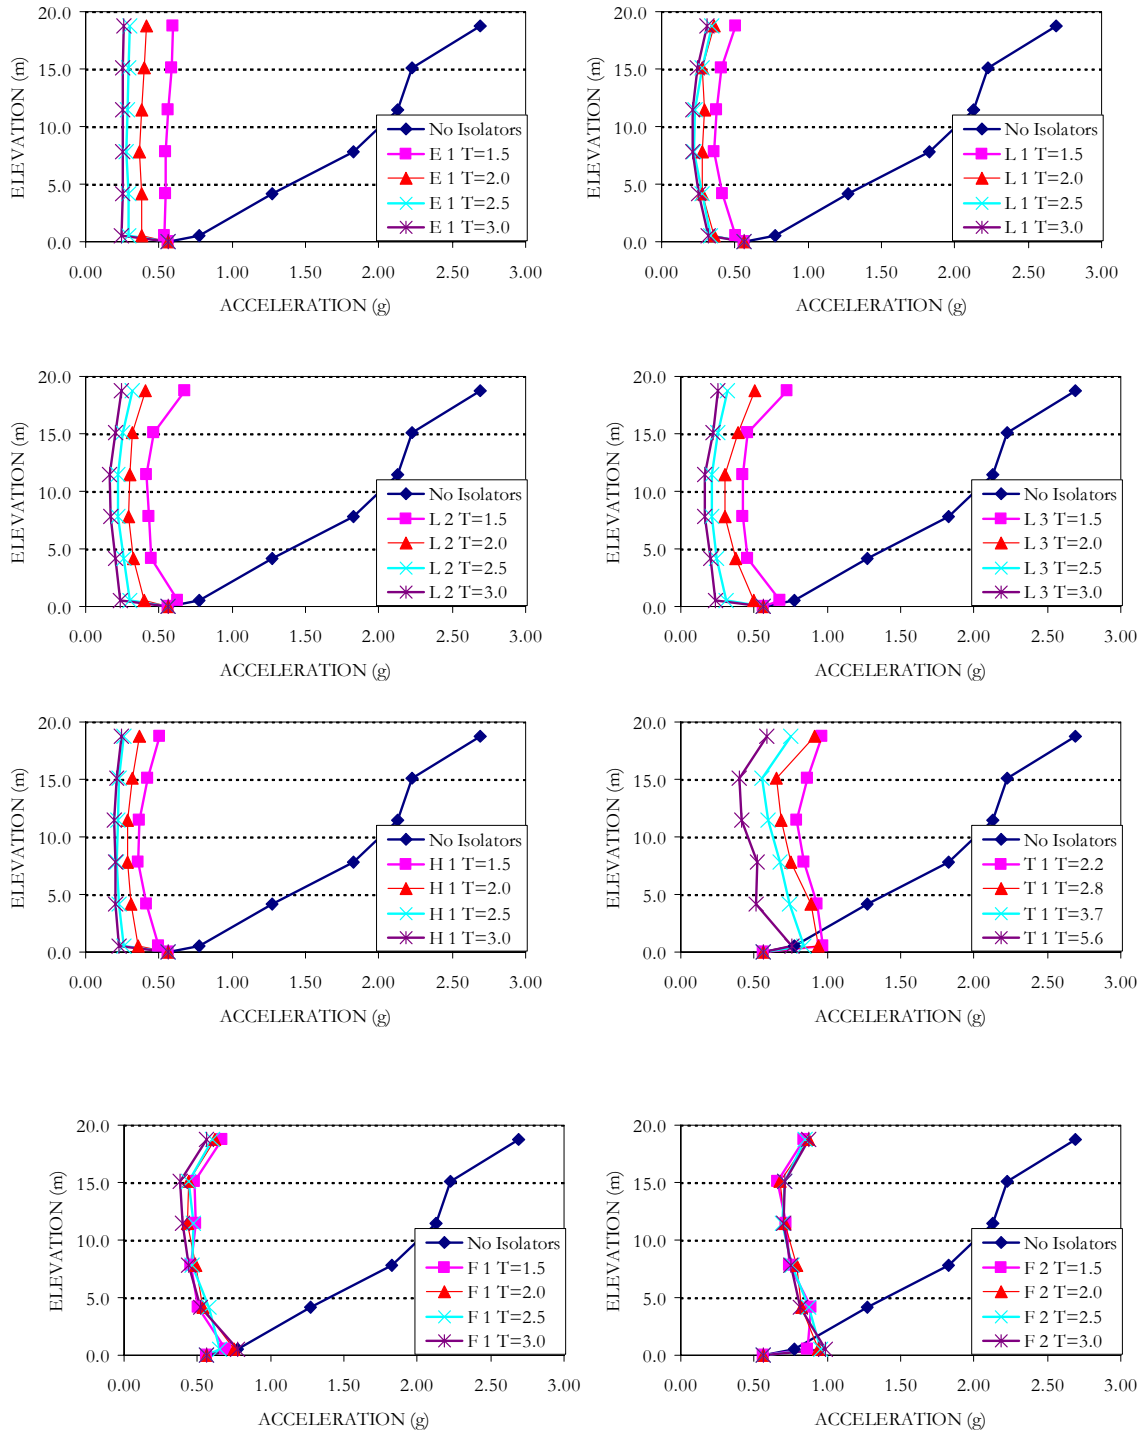 20.0
15.0
10.0
5.0
0.0
ELEVATION (m)
No Isolators
E 1 T=1.5
E 1 T=2.0
E 1 T=2.5
E 1 T=3.0
0.00 0.50 1.00 1.50 2.00 2.50 3.00
ACCELERATION (g)
20.0
15.0
10.0
5.0
0.0
ELEVATION (m)
No Isolators
L 1 T=1.5
L 1 T=2.0
L 1 T=2.5
L 1 T=3.0
0.00 0.50 1.00 1.50 2.00 2.50 3.00
ACCELERATION (g)
20.0
15.0
10.0
5.0
0.0
ELEVATION (m)
No Isolators
L 2 T=1.5
L 2 T=2.0
L 2 T=2.5
L 2 T=3.0
0.00 0.50 1.00 1.50 2.00 2.50 3.00
ACCELERATION (g)
20.0
15.0
10.0
5.0
0.0
ELEVATION (m)
No Isolators
L 3 T=1.5
L 3 T=2.0
L 3 T=2.5
L 3 T=3.0
0.00 0.50 1.00 1.50 2.00 2.50 3.00
ACCELERATION (g)
20.0
15.0
10.0
5.0
0.0
ELEVATION (m)
No Isolators
H 1 T=1.5
H 1 T=2.0
H 1 T=2.5
H 1 T=3.0
0.00 0.50 1.00 1.50 2.00 2.50 3.00
ACCELERATION (g)
20.0
15.0
10.0
5.0
0.0
ELEVATION (m)
No Isolators
T 1 T=2.2
T 1 T=2.8
T 1 T=3.7
T 1 T=5.6
0.00 0.50 1.00 1.50 2.00 2.50 3.00
ACCELERATION (g)
20.0
15.0
10.0
5.0
0.0
ELEVATION (m)
No Isolators
F 1 T=1.5
F 1 T=2.0
F 1 T=2.5
F 1 T=3.0
0.00 0.50 1.00 1.50 2.00 2.50 3.00
ACCELERATION (g)
20.0
15.0
10.0
5.0
0.0
ELEVATION (m)
No Isolators
F 2 T=1.5
F 2 T=2.0
F 2 T=2.5
F 2 T=3.0
0.00 0.50 1.00 1.50 2.00 2.50 3.00
ACCELERATION (g)